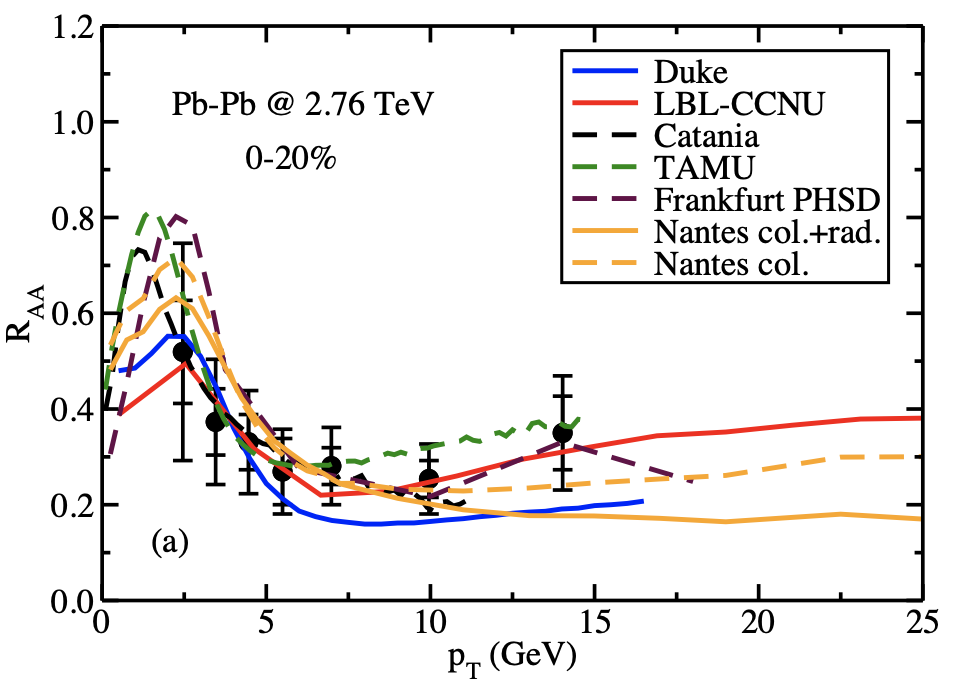 1.2
1.0
0.8
0.6
0.4
0.2
0.0
R_AA
Pb-Pb @ 2.76 TeV
0-20%
Duke
LBL-CCNU
Catania
TAMU
Frankfurt PHSD
Nantes col.+rad.
Nantes col.
(a)
0 5 10 15 20 25
p_T (GeV)